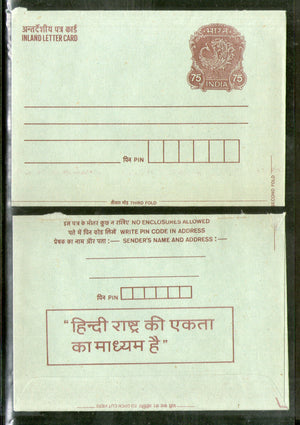 अन्तर्देशीय पत्र कार्ड
INLAND LETTER CARD
भारत
75 75
INDIA
पिन PIN
तीसरा मोड़ THIRD FOLD
SECOND FOLD
इस पत्र के भीतर कुछ न रखिए NO ENCLOSURES ALLOWED
पते में पिन कोड लिखें WRITE PIN CODE IN ADDRESS
प्रेषक का नाम और पता :— SENDER'S NAME AND ADDRESS :—
पिन PIN
"हिन्दी राष्ट्र की एकता
का माध्यम है"